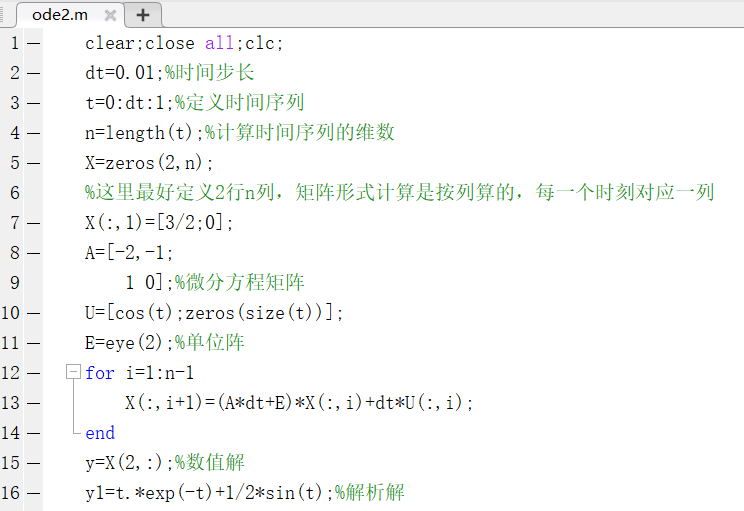 ode2.m
1 clear;close all;clc;
2 dt=0.01;%时间步长
3 t=0:dt:1;%定义时间序列
4 n=length(t);%计算时间序列的维数
5 X=zeros(2,n);
6 %这里最好定义2行n列，矩阵形式计算是按列算的，每一个时刻对应一列
7 X(:,1)=[3/2;0];
8 A=[-2,-1;
9 1 0];%微分方程矩阵
10 U=[cos(t);zeros(size(t))];
11 E=eye(2);%单位阵
12 for i=1:n-1
13 X(:,i+1)=(A*dt+E)*X(:,i)+dt*U(:,i);
14 end
15 y=X(2,:);%数值解
16 y1=t.*exp(-t)+1/2*sin(t);%解析解